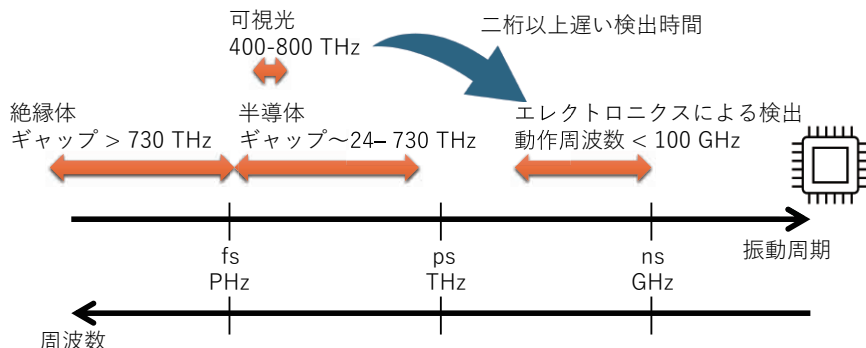 可視光
400-800 THz
二桁以上遅い検出時間
絶縁体
ギャップ > 730 THz
半導体
ギャップ~24– 730 THz
エレクトロニクスによる検出
動作周波数 < 100 GHz
振動周期
fs
PHz
ps
THz
ns
GHz
周波数